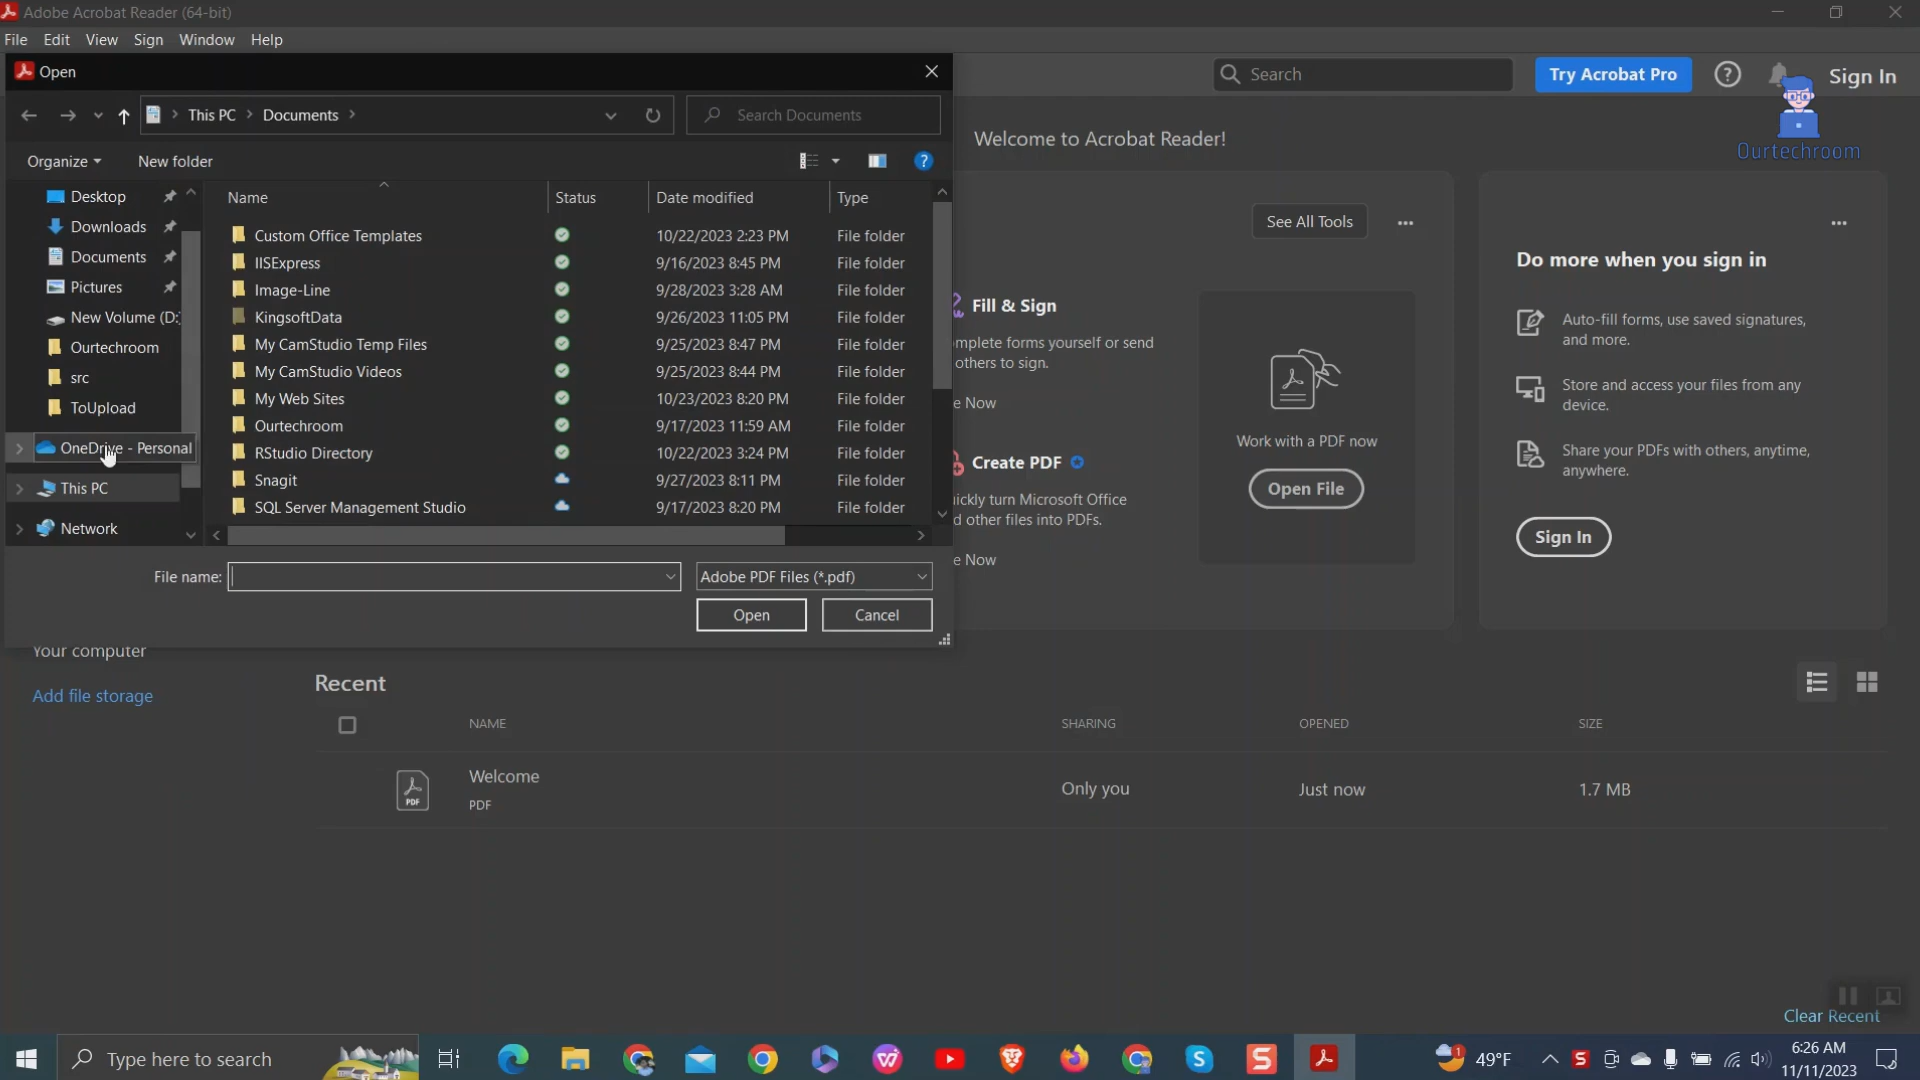 Adobe Acrobat Reader (64-bit)
File Edit View Sign Window Help
Open
This PC > Documents >
Search Documents
Organize New folder
Name Status Date modified Type
Desktop
Downloads
Documents
Pictures
New Volume (D:
Ourtechroom
src
ToUpload
OneDrive - Personal
This PC
Network
Custom Office Templates 10/22/2023 2:23 PM File folder
IISExpress 9/16/2023 8:45 PM File folder
Image-Line 9/28/2023 3:28 AM File folder
KingsoftData 9/26/2023 11:05 PM File folder
My CamStudio Temp Files 9/25/2023 8:47 PM File folder
My CamStudio Videos 9/25/2023 8:44 PM File folder
My Web Sites 10/23/2023 8:20 PM File folder
Ourtechroom 9/17/2023 11:59 AM File folder
RStudio Directory 10/22/2023 3:24 PM File folder
Snagit 9/27/2023 8:11 PM File folder
SQL Server Management Studio 9/17/2023 8:20 PM File folder
File name: Adobe PDF Files (*.pdf)
Open Cancel
Search Try Acrobat Pro Sign In
Ourtechroom
Welcome to Acrobat Reader!
See All Tools
Fill & Sign
mplete forms yourself or send
others to sign.
e Now
Create PDF
uickly turn Microsoft Office
d other files into PDFs.
e Now
Work with a PDF now
Open File
Do more when you sign in
Auto-fill forms, use saved signatures,
and more.
Store and access your files from any
device.
Share your PDFs with others, anytime,
anywhere.
Sign In
Your computer
Add file storage
Recent
NAME SHARING OPENED SIZE
Welcome Only you Just now 1.7 MB
PDF
PDF
Clear Recent
Type here to search
1
49°F
6:26 AM
11/11/2023